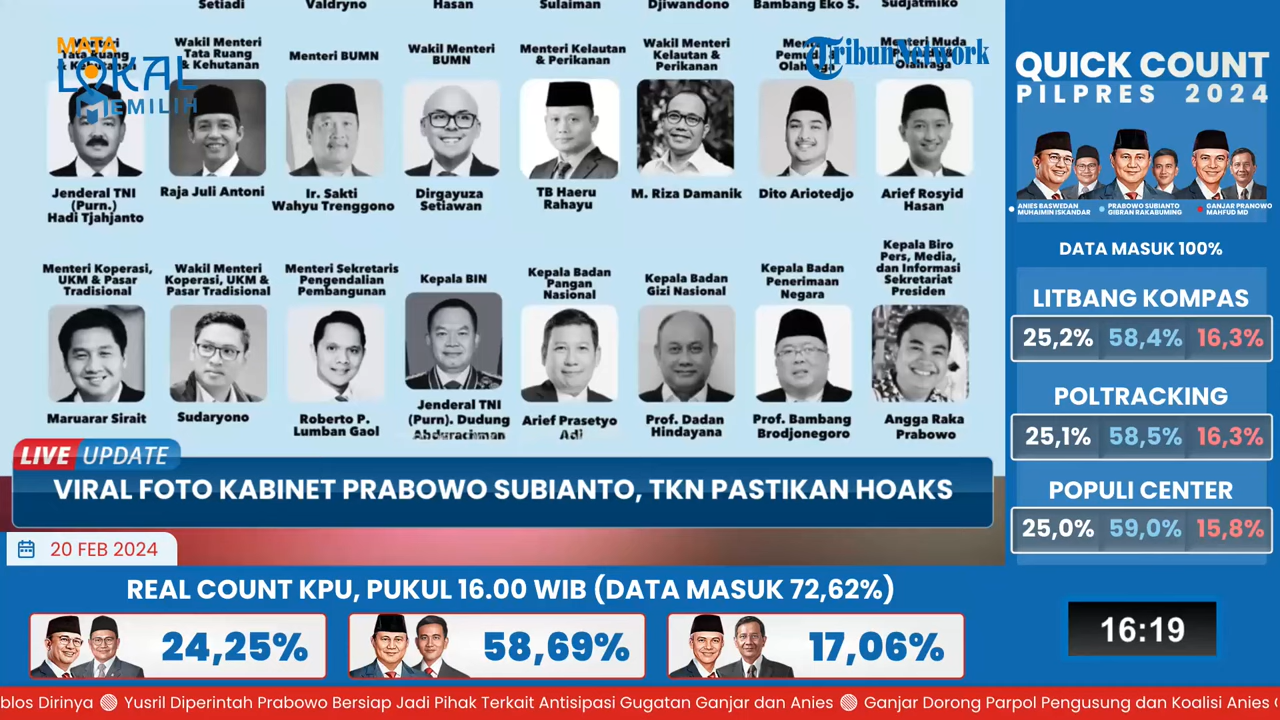 Setiadi
Valdryno
Hasan
Sulaiman
Djiwandono
Bambang Eko S.
Sudjatmiko
MATA
LOKAL
MEMILIH
Tribun Network
Menteri
Tata Ruang
& Kehutanan
Wakil Menteri
Tata Ruang
& Kehutanan
Menteri BUMN
Wakil Menteri
BUMN
Menteri Kelautan
& Perikanan
Wakil Menteri
Kelautan &
Perikanan
Olahraga
Menteri Muda
Olahraga
Jenderal TNI
(Purn.)
Hadi Tjahjanto
Raja Juli Antoni
Ir. Sakti
Wahyu Trenggono
Dirgayuza
Setiawan
TB Haeru
Rahayu
M. Riza Damanik
Dito Ariotedjo
Arief Rosyid
Hasan
Menteri Koperasi,
UKM & Pasar
Tradisional
Wakil Menteri
Koperasi, UKM &
Pasar Tradisional
Menteri Sekretaris
Pengendalian
Pembangunan
Kepala BIN
Kepala Badan
Pangan
Nasional
Kepala Badan
Gizi Nasional
Kepala Badan
Penerimaan
Negara
Kepala Biro
Pers, Media,
dan Informasi
Sekretariat
Presiden
Maruarar Sirait
Sudaryono
Roberto P.
Lumban Gaol
Jenderal TNI
(Purn). Dudung
Abdurachman
Arief Prasetyo
Adi
Prof. Dadan
Hindayana
Prof. Bambang
Brodjonegoro
Angga Raka
Prabowo
LIVE UPDATE
VIRAL FOTO KABINET PRABOWO SUBIANTO, TKN PASTIKAN HOAKS
20 FEB 2024
QUICK COUNT
PILPRES 2024
ANIES BASWEDAN
MUHAIMIN ISKANDAR
PRABOWO SUBIANTO
GIBRAN RAKABUMING
GANJAR PRANOWO
MAHFUD MD
DATA MASUK 100%
LITBANG KOMPAS
25,2% 58,4% 16,3%
POLTRACKING
25,1% 58,5% 16,3%
POPULI CENTER
25,0% 59,0% 15,8%
REAL COUNT KPU, PUKUL 16.00 WIB (DATA MASUK 72,62%)
24,25% 58,69% 17,06%
16:19
blos Dirinya Yusril Diperintah Prabowo Bersiap Jadi Pihak Terkait Antisipasi Gugatan Ganjar dan Anies Ganjar Dorong Parpol Pengusung dan Koalisi Anies